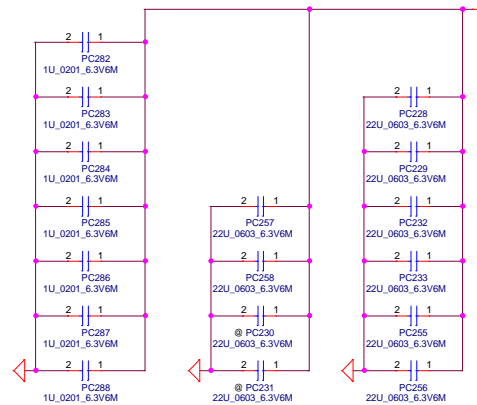 2 1
PC282
1U_0201_6.3V6M
2 1
PC283
1U_0201_6.3V6M
2 1
PC284
1U_0201_6.3V6M
2 1
PC285
1U_0201_6.3V6M
2 1
PC286
1U_0201_6.3V6M
2 1
PC287
1U_0201_6.3V6M
2 1
PC288
1U_0201_6.3V6M
2 1
PC257
22U_0603_6.3V6M
2 1
PC258
22U_0603_6.3V6M
2 1
@ PC230
22U_0603_6.3V6M
2 1
@ PC231
22U_0603_6.3V6M
2 1
PC228
22U_0603_6.3V6M
2 1
PC229
22U_0603_6.3V6M
2 1
PC232
22U_0603_6.3V6M
2 1
PC233
22U_0603_6.3V6M
2 1
PC255
22U_0603_6.3V6M
2 1
PC256
22U_0603_6.3V6M